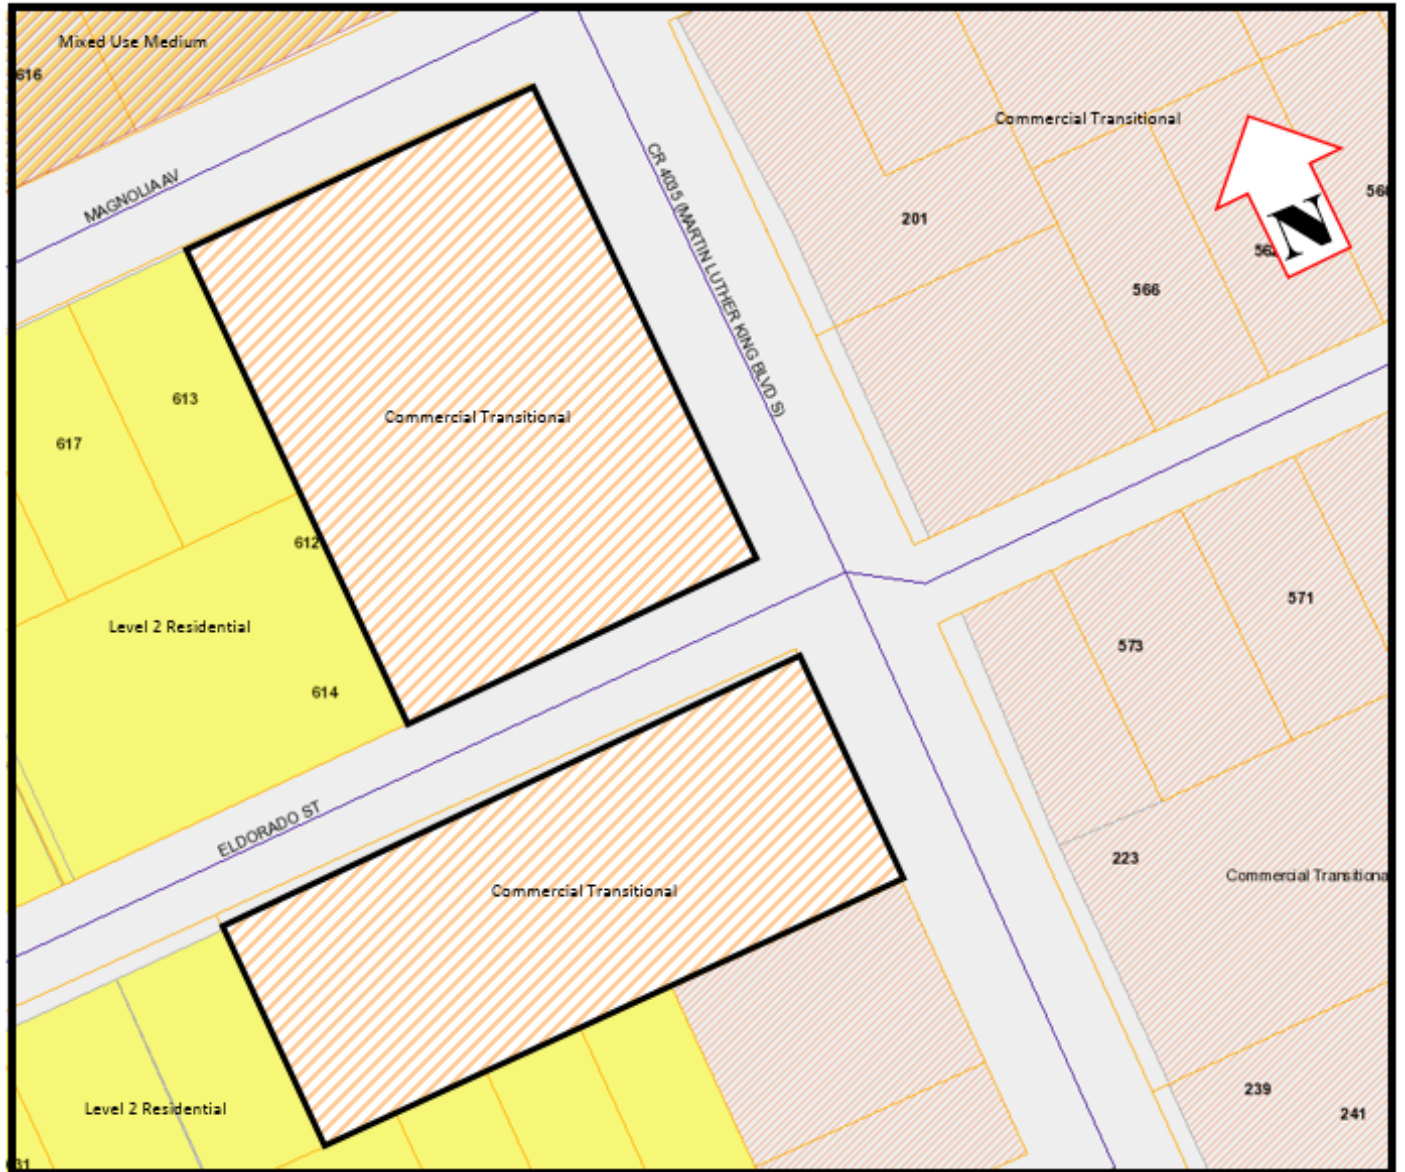 Mixed Use Medium
616
MAGNOLIA AV
CR 4035 (MARTIN LUTHER KING BLVD S)
Commercial Transitional
201
N
566
613
617
Commercial Transitional
612
Level 2 Residential
614
571
573
ELDORADO ST
223
Commercial Transitiona
Commercial Transitional
239
241
Level 2 Residential